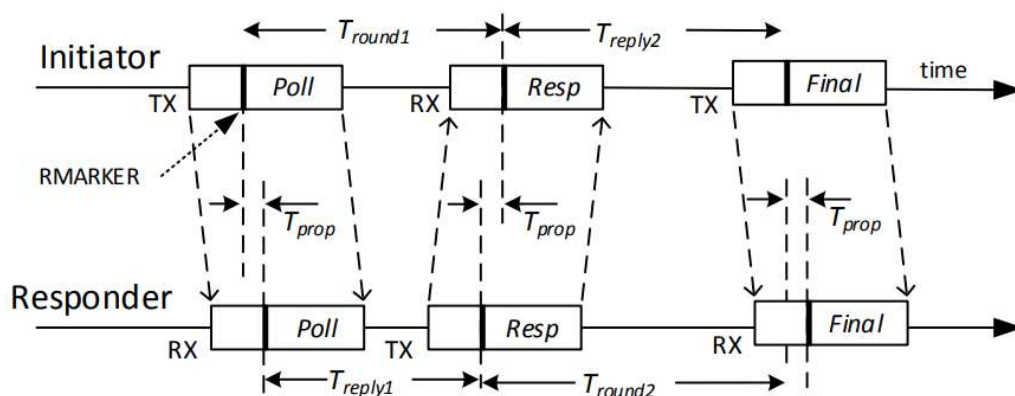 T_round1
T_reply2
Initiator
time
Poll
Resp
Final
TX
RX
TX
RMARKER
T_prop
T_prop
T_prop
Responder
Poll
Resp
Final
RX
TX
RX
T_reply1
T_round2